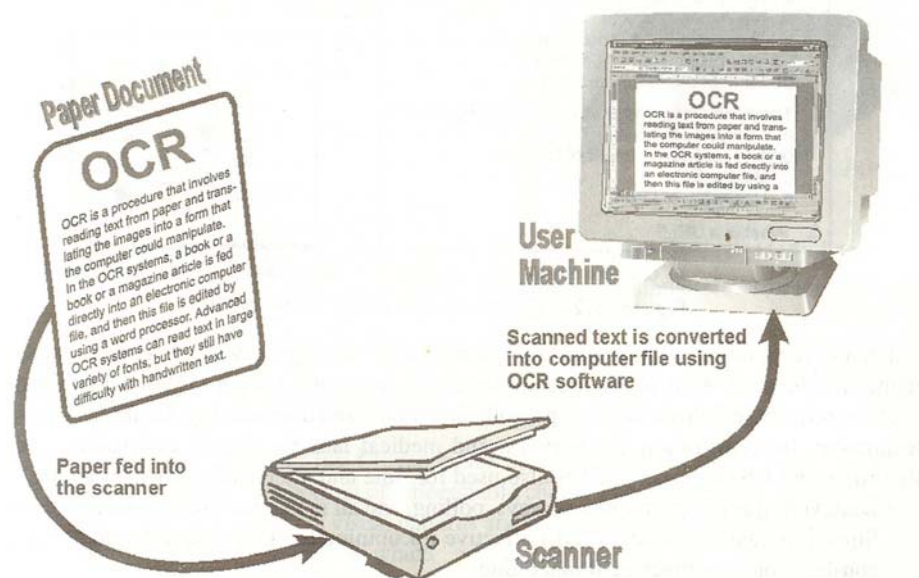 Paper Document
OCR
OCR is a procedure that involves
reading text from paper and trans-
lating the images into a form that
the computer could manipulate.
In the OCR systems, a book or a
book or a magazine article is fed
directly into an electronic computer
file, and then this file is edited by
using a word processor. Advanced
OCR systems can read text in large
variety of fonts, but they still have
difficulty with handwritten text.
Paper fed into
the scanner
Scanner
Scanned text is converted
into computer file using
OCR software
User
Machine
OCR
OCR is a procedure that involves
reading text from paper and trans-
lating the images into a form that
the computer could manipulate.
In the OCR systems, a book or a
magazine article is fed directly into
an electronic computer file, and
then this file is edited by using a